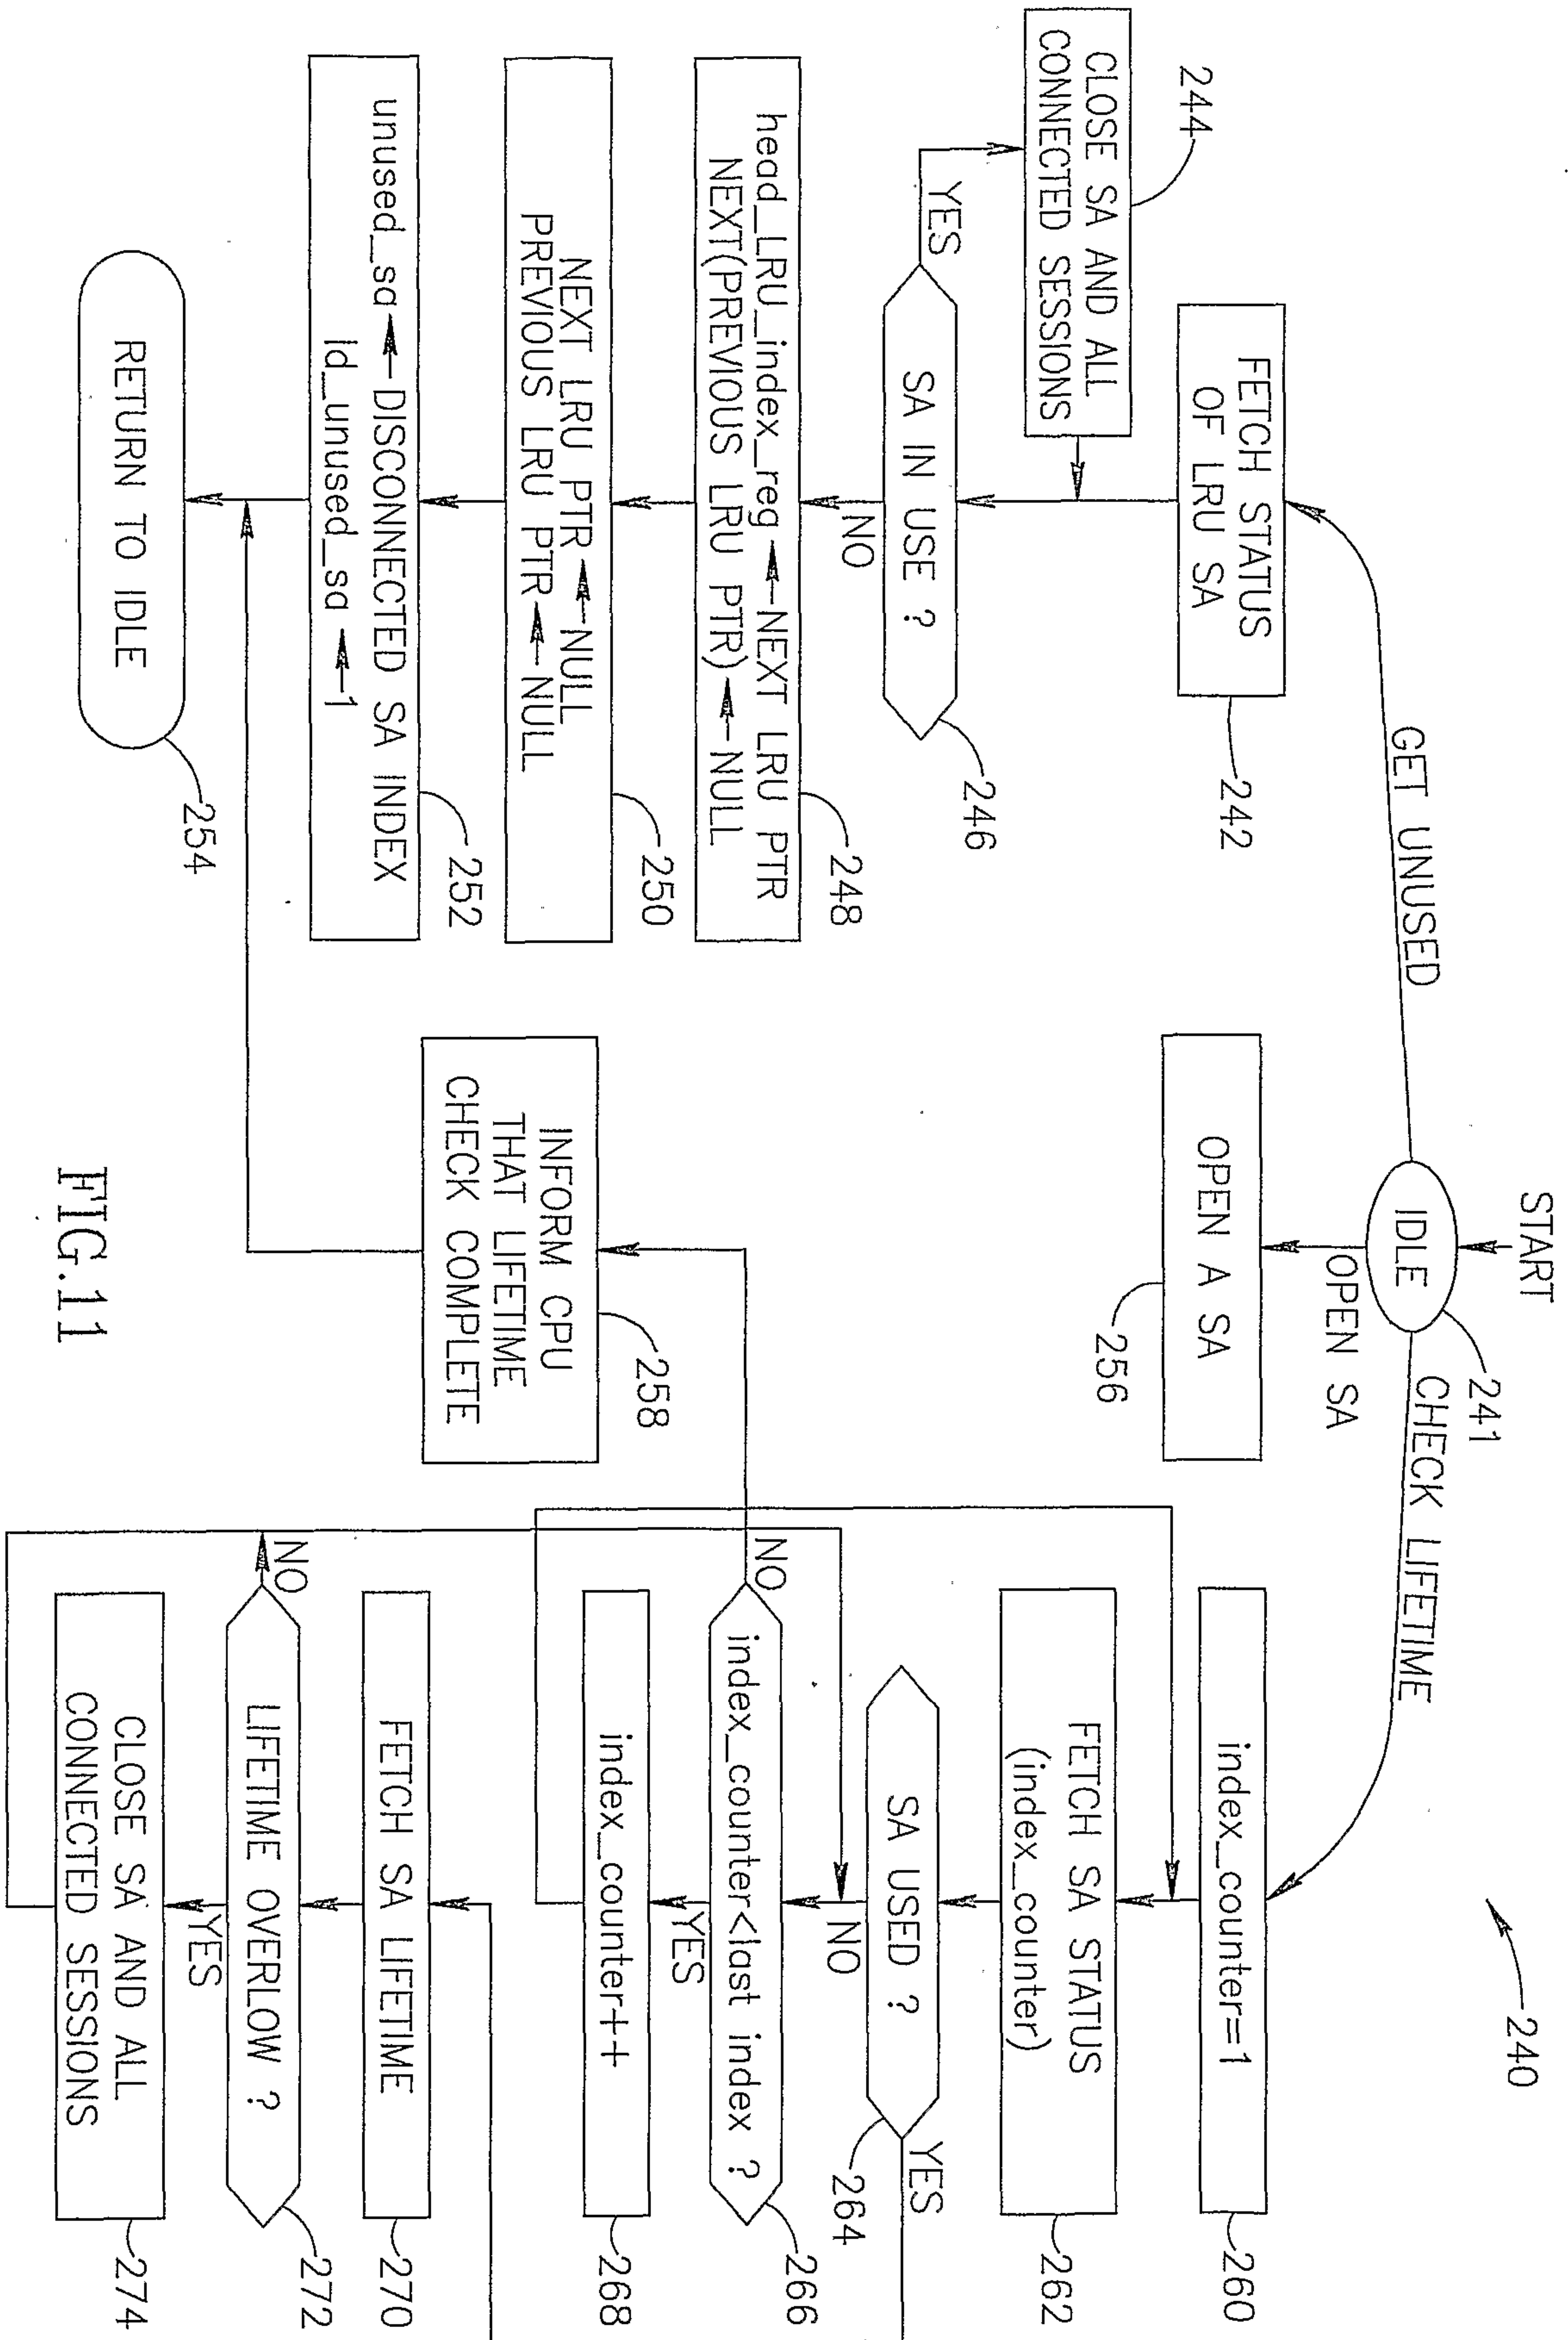 START
240
IDLE
241
GET UNUSED
OPEN SA
CHECK LIFETIME
FETCH STATUS
OF LRU SA
242
244
CLOSE SA AND ALL
CONNECTED SESSIONS
YES
SA IN USE ?
246
NO
head_LRU_index_reg←NEXT LRU PTR
NEXT(PREVIOUS LRU PTR)←NULL
248
NEXT LRU PTR←NULL
PREVIOUS LRU PTR←NULL
250
unused_sa←DISCONNECTED SA INDEX
id_unused_sa←1
252
RETURN TO IDLE
254
OPEN A SA
256
INFORM CPU
THAT LIFETIME
CHECK COMPLETE
258
index_counter=1
260
FETCH SA STATUS
(index_counter)
262
SA USED ?
264
YES
NO
index_counter<last index ?
266
NO
YES
index_counter++
268
FETCH SA LIFETIME
270
LIFETIME OVERLOW ?
272
NO
YES
CLOSE SA AND ALL
CONNECTED SESSIONS
274
FIG.11